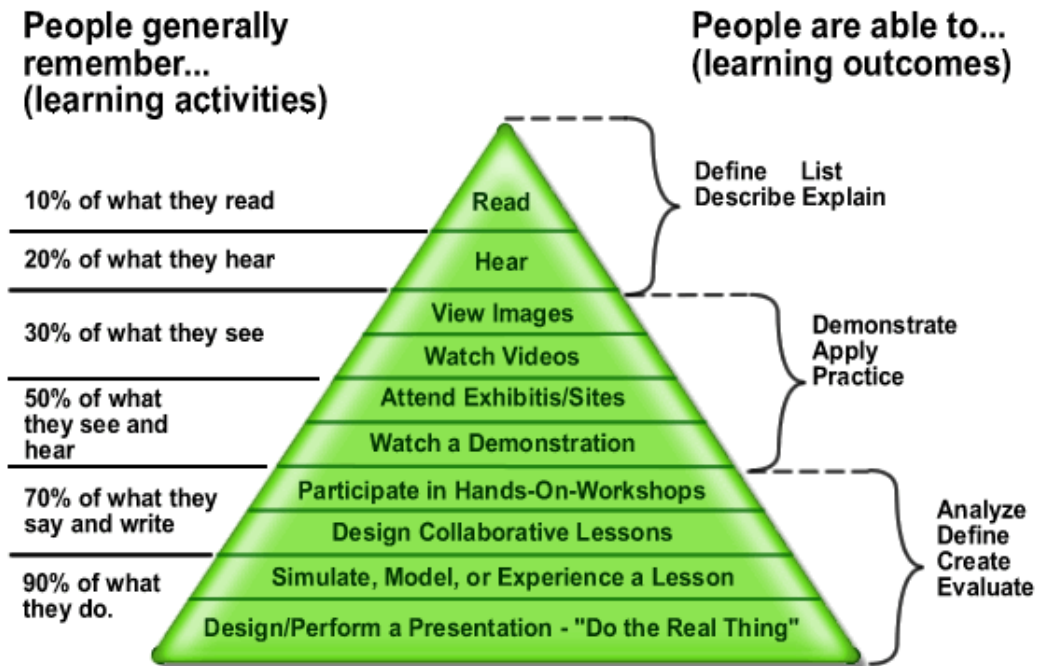 People generally
remember...
(learning activities)
People are able to...
(learning outcomes)
10% of what they read
20% of what they hear
30% of what they see
50% of what
they see and
hear
70% of what they
say and write
90% of what
they do.
Read
Hear
View Images
Watch Videos
Attend Exhibitis/Sites
Watch a Demonstration
Participate in Hands-On-Workshops
Design Collaborative Lessons
Simulate, Model, or Experience a Lesson
Design/Perform a Presentation - "Do the Real Thing"
Define List
Describe Explain
Demonstrate
Apply
Practice
Analyze
Define
Create
Evaluate